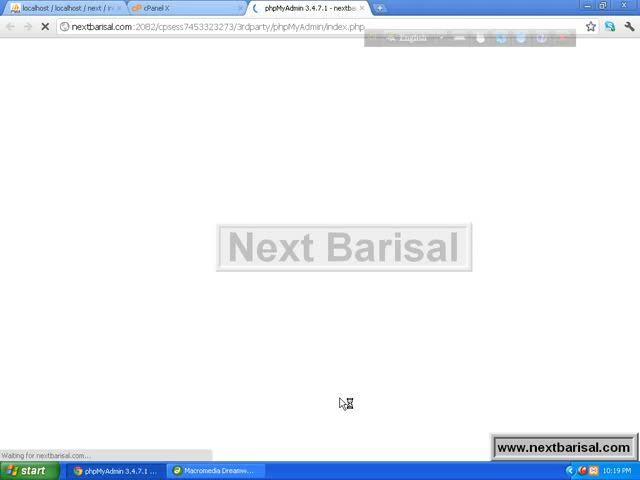 localhost / localhost / next / in
cPanel X
phpMyAdmin 3.4.7.1 - nextba
nextbarisal.com:2082/cpsess7453323273/3rdparty/phpMyAdmin/index.php
English
Next Barisal
www.nextbarisal.com
Waiting for nextbarisal.com...
start
phpMyAdmin 3.4.7.1 ...
Macromedia Dreamw...
10:19 PM